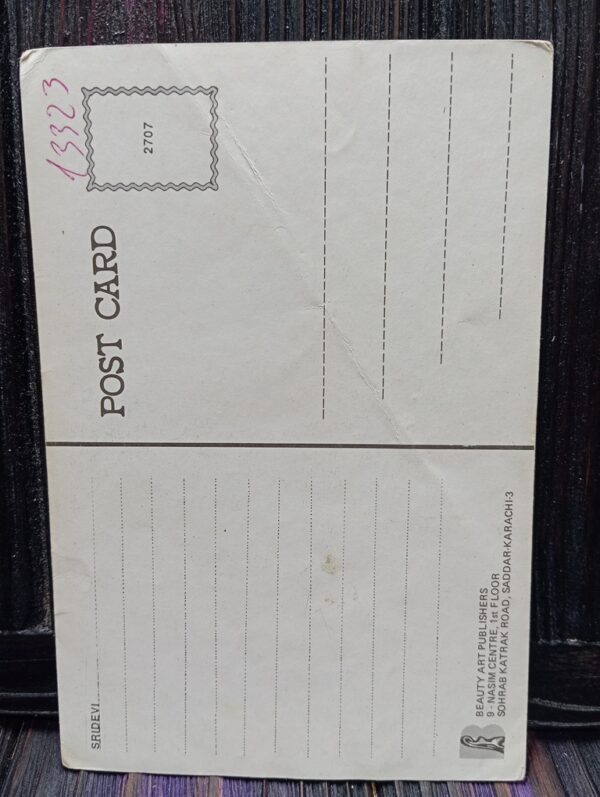 SRIDEVI
BEAUTY ART PUBLISHERS
9 - NASIM CENTRE, 1st FLOOR
SOHRAB KATRAK ROAD, SADDAR-KARACHI-3
POST CARD
13323
2707